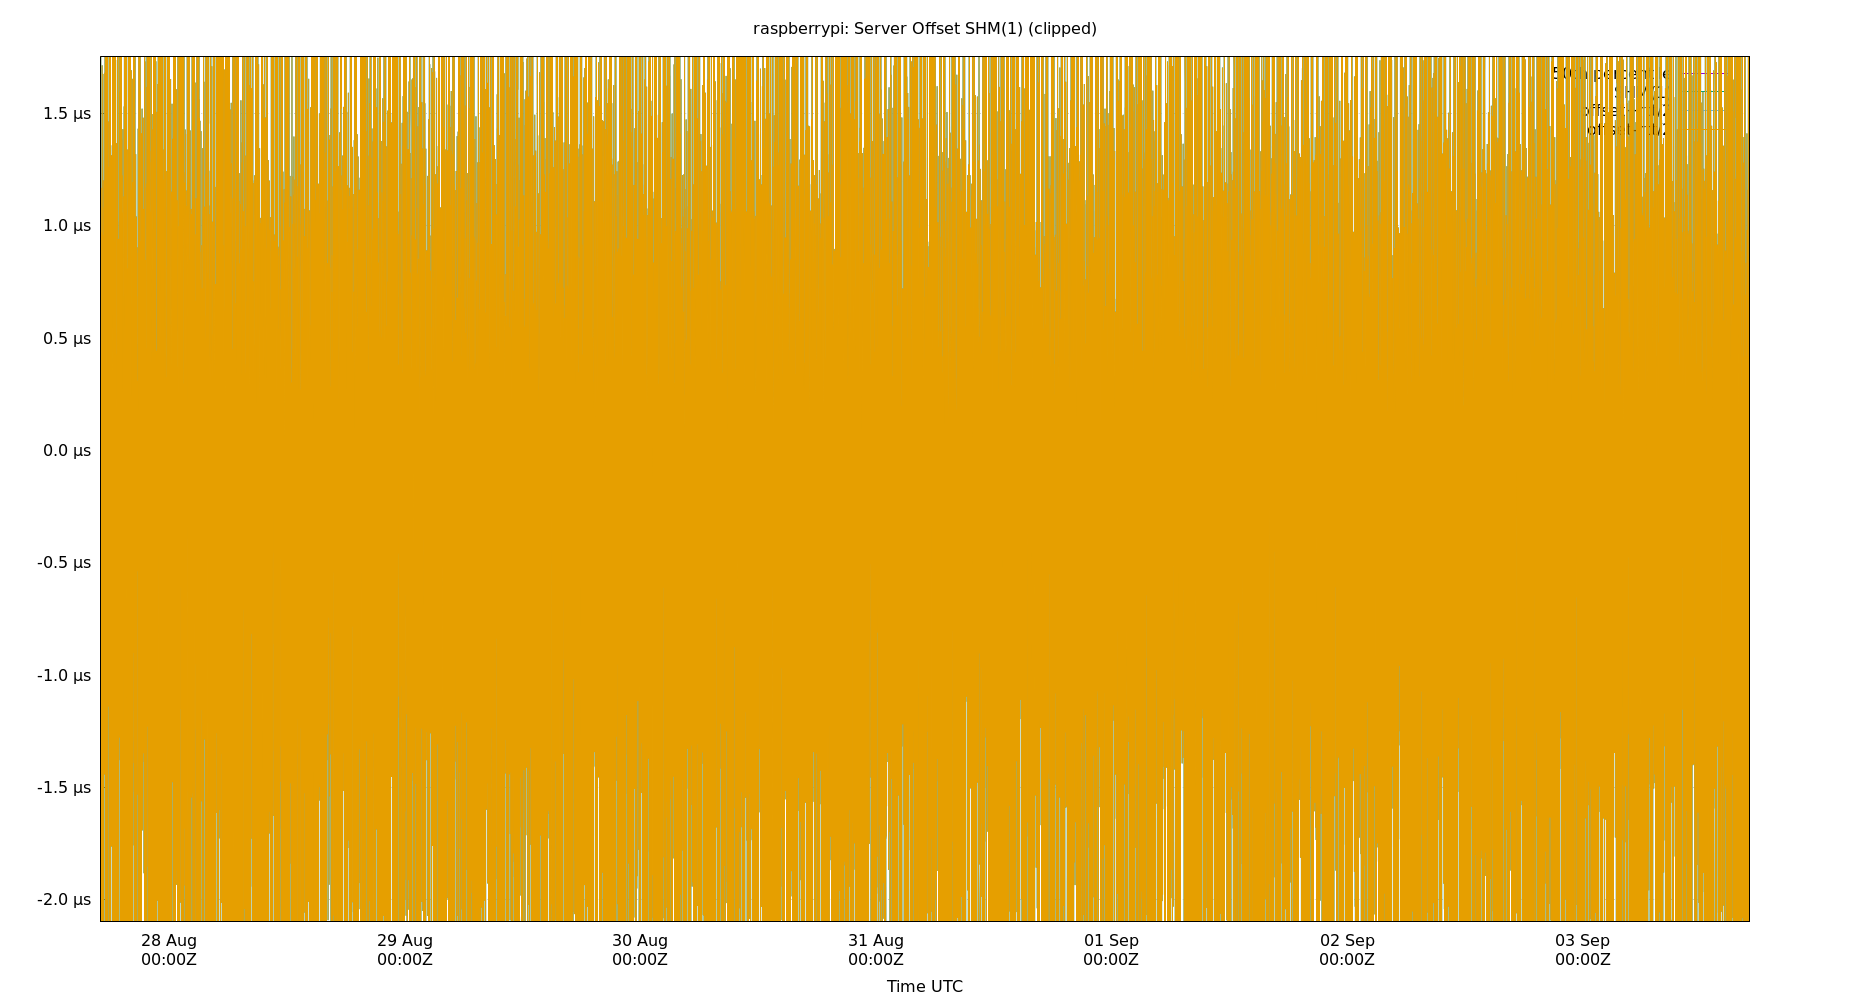 raspberrypi: Server Offset SHM(1) (clipped)
1.5 µs
1.0 µs
0.5 µs
0.0 µs
-0.5 µs
-1.0 µs
-1.5 µs
-2.0 µs
28 Aug 29 Aug 30 Aug 31 Aug 01 Sep 02 Sep 03 Sep
00:00Z 00:00Z 00:00Z 00:00Z 00:00Z 00:00Z 00:00Z
Time UTC